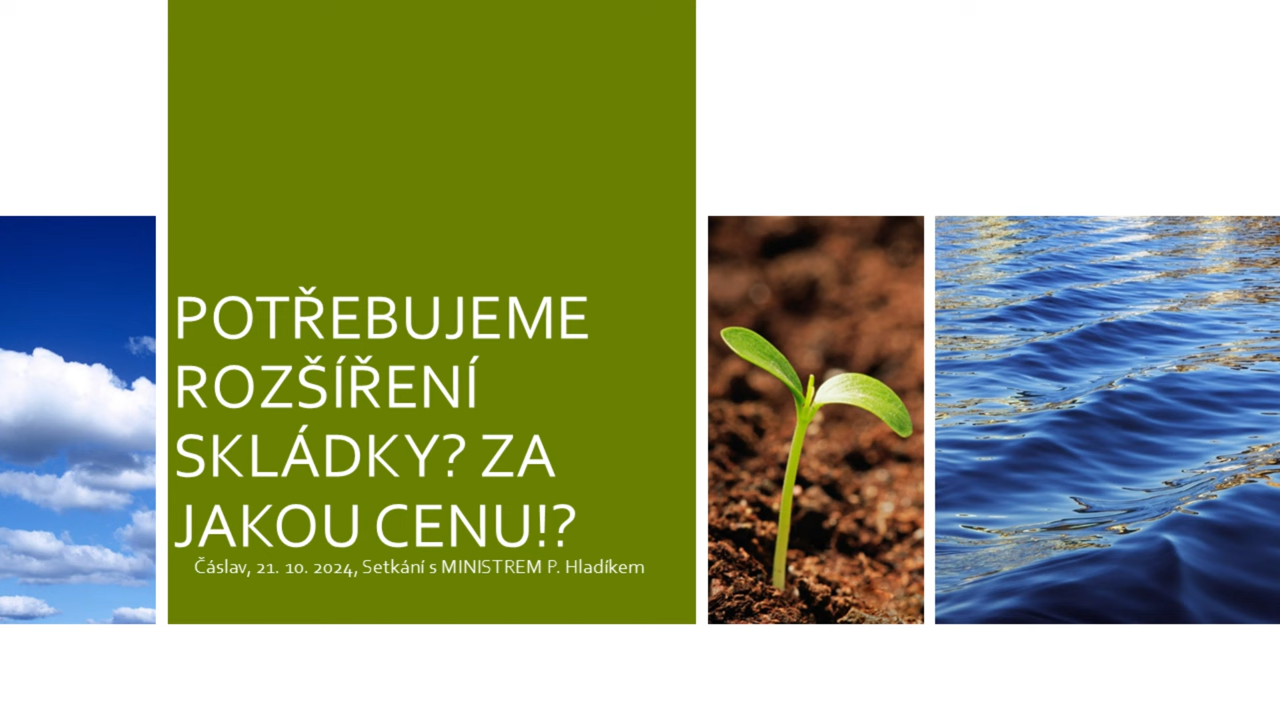 POTŘEBUJEME
ROZŠÍŘENÍ
SKLÁDKY? ZA
JAKOU CENU!?
Čáslav, 21. 10. 2024, Setkání s MINISTREM P. Hladíkem